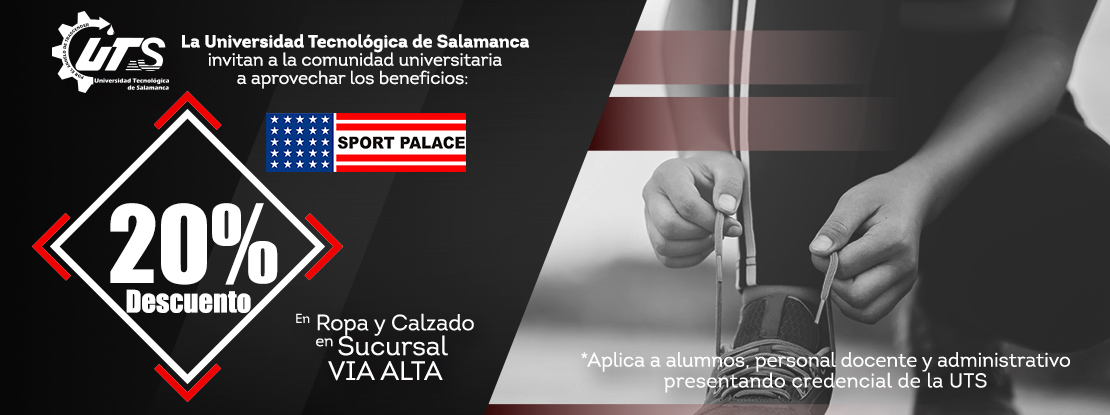 UTS
Universidad Tecnológica
de Salamanca
La Universidad Tecnológica de Salamanca
invitan a la comunidad universitaria
a aprovechar los beneficios:
SPORT PALACE
20%
Descuento
En Ropa y Calzado
en Sucursal
VIA ALTA
*Aplica a alumnos, personal docente y administrativo
presentando credencial de la UTS